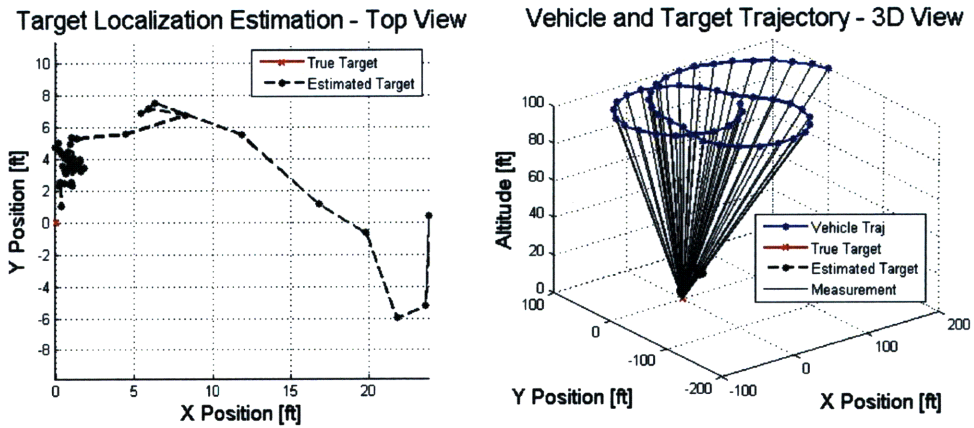 Target Localization Estimation - Top View
True Target
Estimated Target
10
8
6
4
2
0
-2
-4
-6
-8
0
5
10
15
20
Y Position [ft]
X Position [ft]
Vehicle and Target Trajectory - 3D View
100
80
60
40
20
0
Altitude [ft]
Vehicle Traj
True Target
Estimated Target
Measurement
100
0
-100
-200
-100
0
100
200
Y Position [ft]
X Position [ft]